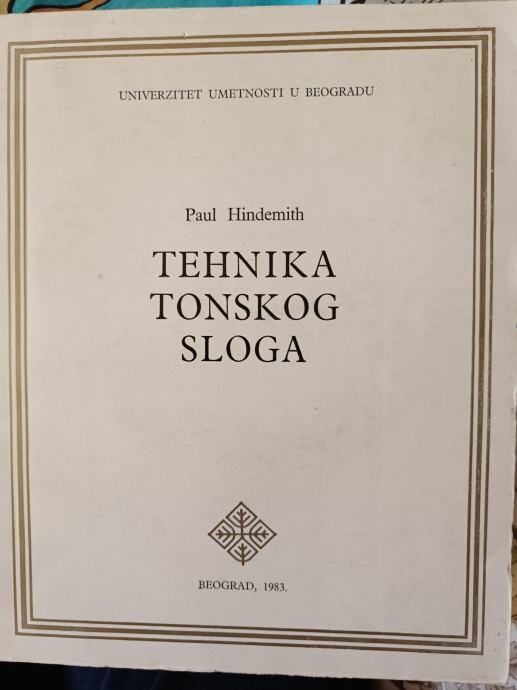 UNIVERZITET UMETNOSTI U BEOGRADU
Paul Hindemith
TEHNIKA
TONSKOG
SLOGA
BEOGRAD, 1983.